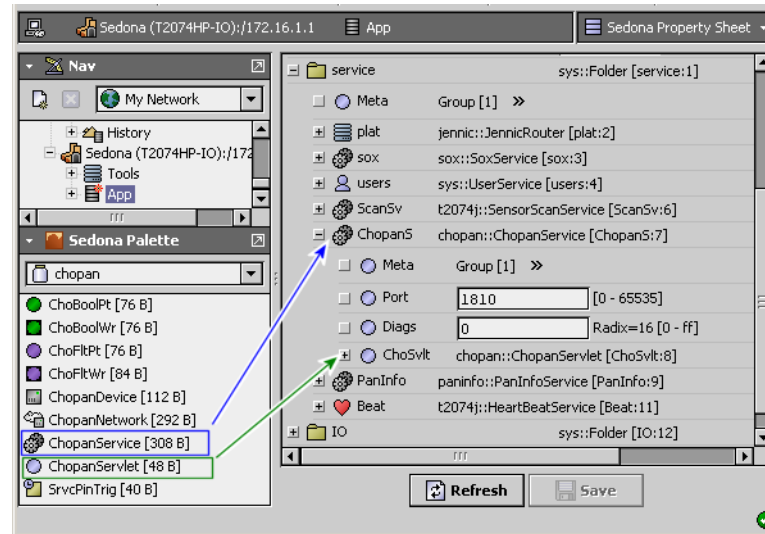 Sedona (T2074HP-IO):/172.16.1.1 App Sedona Property Sheet
Nav
My Network
History
Sedona (T2074HP-IO):/172
Tools
App
Sedona Palette
chopan
ChoBoolPt [76 B]
ChoBoolWr [76 B]
ChoFltPt [76 B]
ChoFltWr [84 B]
ChopanDevice [112 B]
ChopanNetwork [292 B]
ChopanService [308 B]
ChopanServlet [48 B]
SrvcPinTrig [40 B]
service sys::Folder [service:1]
Meta Group [1] »
plat jennic::JennicRouter [plat:2]
sox sox::SoxService [sox:3]
users sys::UserService [users:4]
ScanSv t2074j::SensorScanService [ScanSv:6]
ChopanS chopan::ChopanService [ChopanS:7]
Meta Group [1] »
Port 1810 [0 - 65535]
Diags 0 Radix=16 [0 - ff]
ChoSvlt chopan::ChopanServlet [ChoSvlt:8]
PanInfo paninfo::PanInfoService [PanInfo:9]
Beat t2074j::HeartBeatService [Beat:11]
IO sys::Folder [IO:12]
Refresh Save